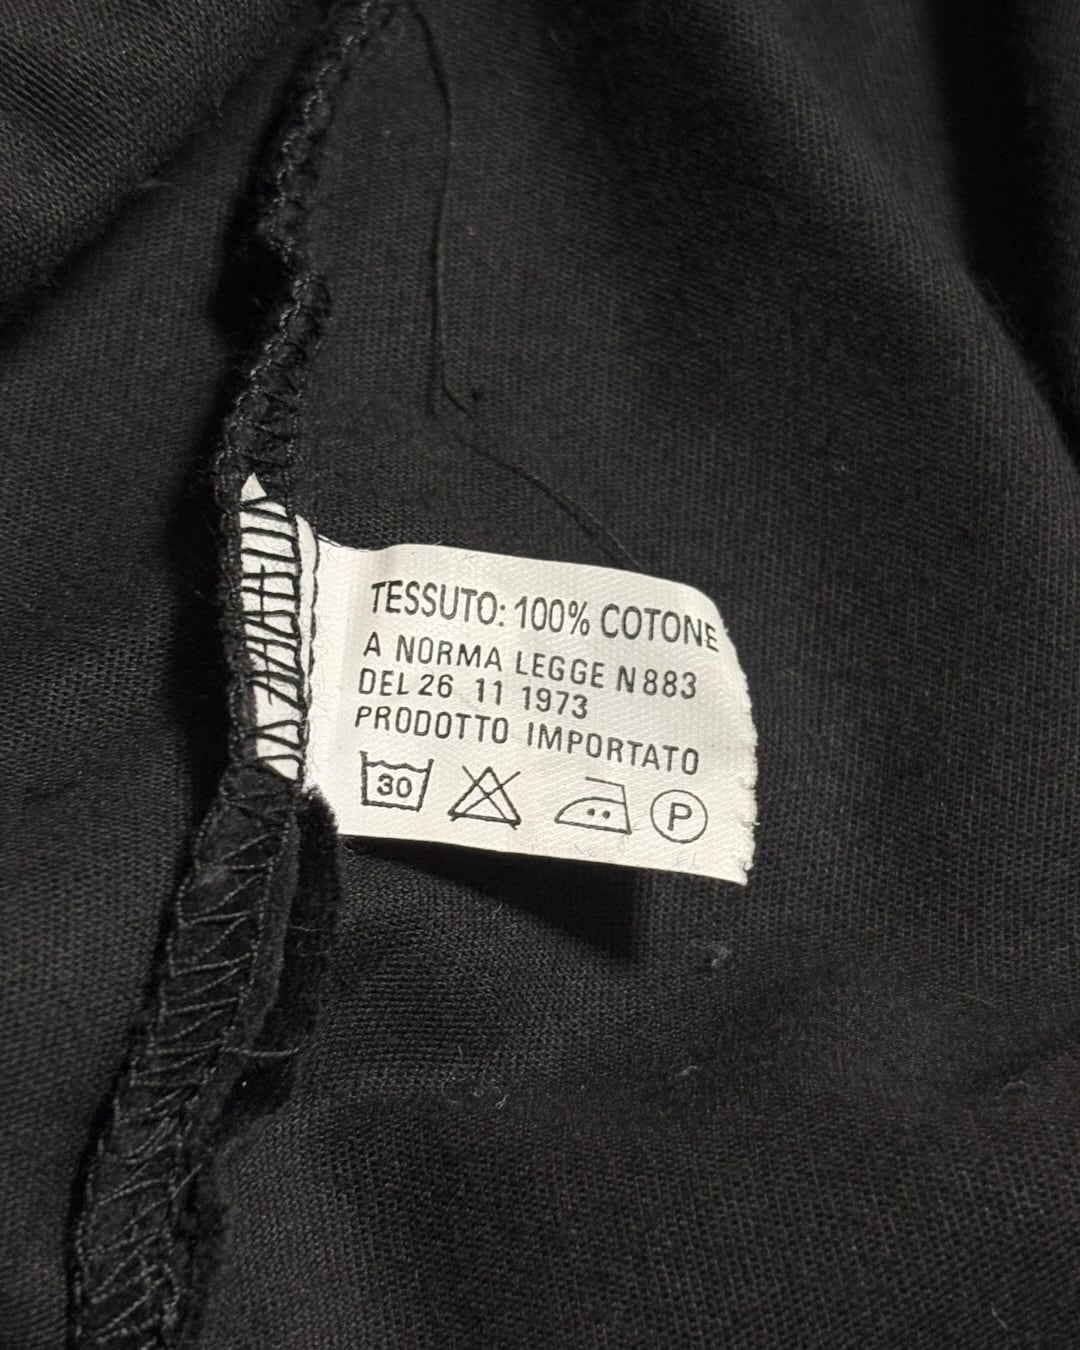 TESSUTO: 100% COTONE
A NORMA LEGGE N 883
DEL 26 11 1973
PRODOTTO IMPORTATO
30 P